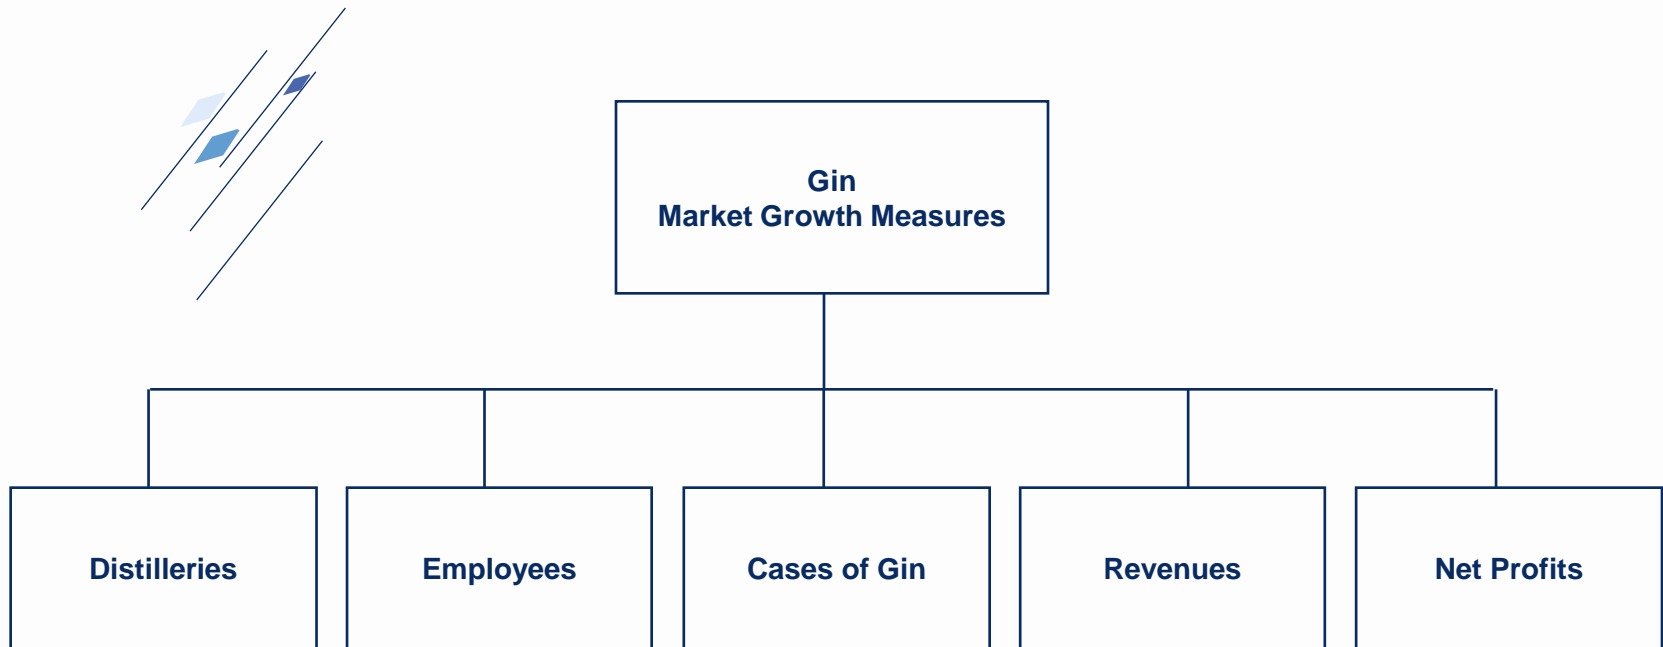 Gin
Market Growth Measures
Distilleries
Employees
Cases of Gin
Revenues
Net Profits